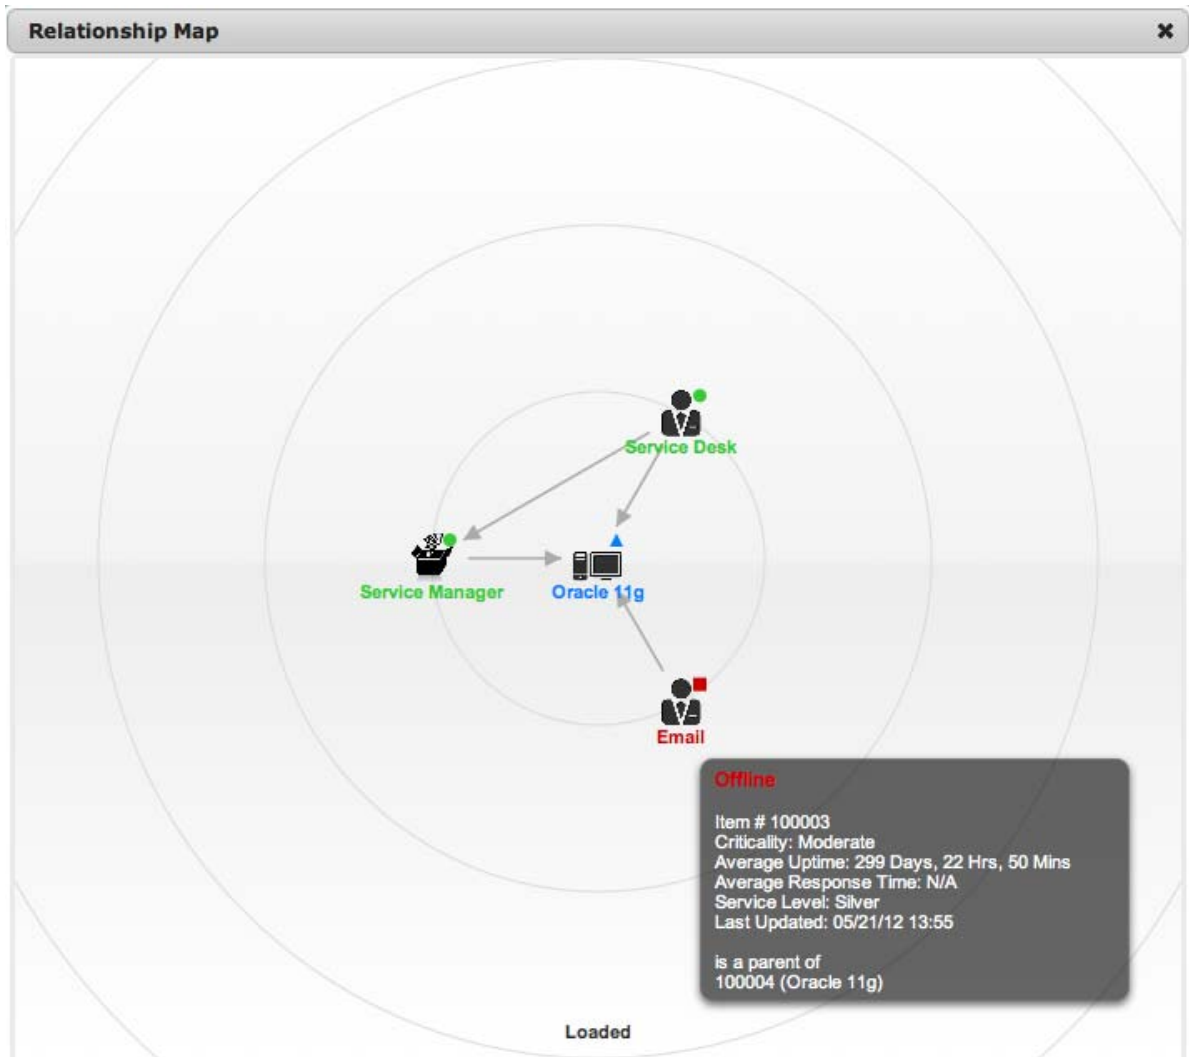 Relationship Map
Service Desk
Service Manager
Oracle 11g
Email
Offline
Item # 100003
Criticality: Moderate
Average Uptime: 299 Days, 22 Hrs, 50 Mins
Average Response Time: N/A
Service Level: Silver
Last Updated: 05/21/12 13:55
is a parent of
100004 (Oracle 11g)
Loaded